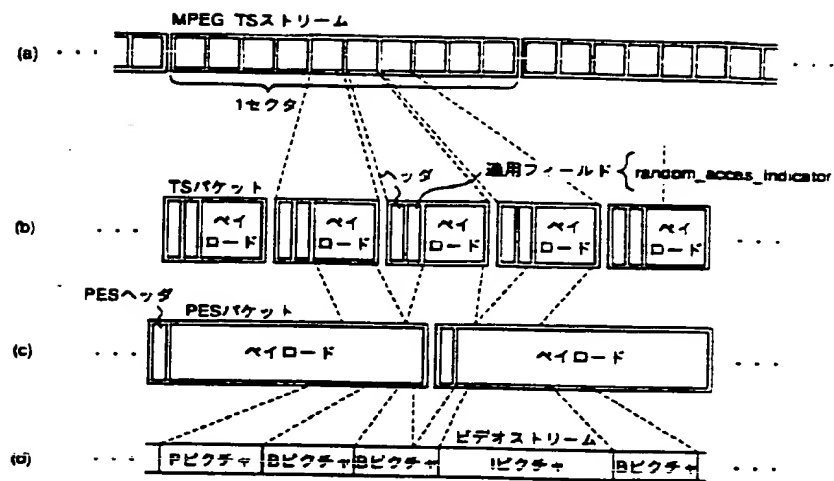 MPEG TSストリーム
(a)
1セクタ
ヘッダ
適用フィールド
random_acces_indicator
TSパケット
(b)
ペイロード
ペイロード
ペイロード
ペイロード
ペイロード
PESヘッダ
PESパケット
(c)
ペイロード
ペイロード
ビデオストリーム
(d)
Pピクチャ
Bピクチャ
Bピクチャ
Iピクチャ
Bピクチャ